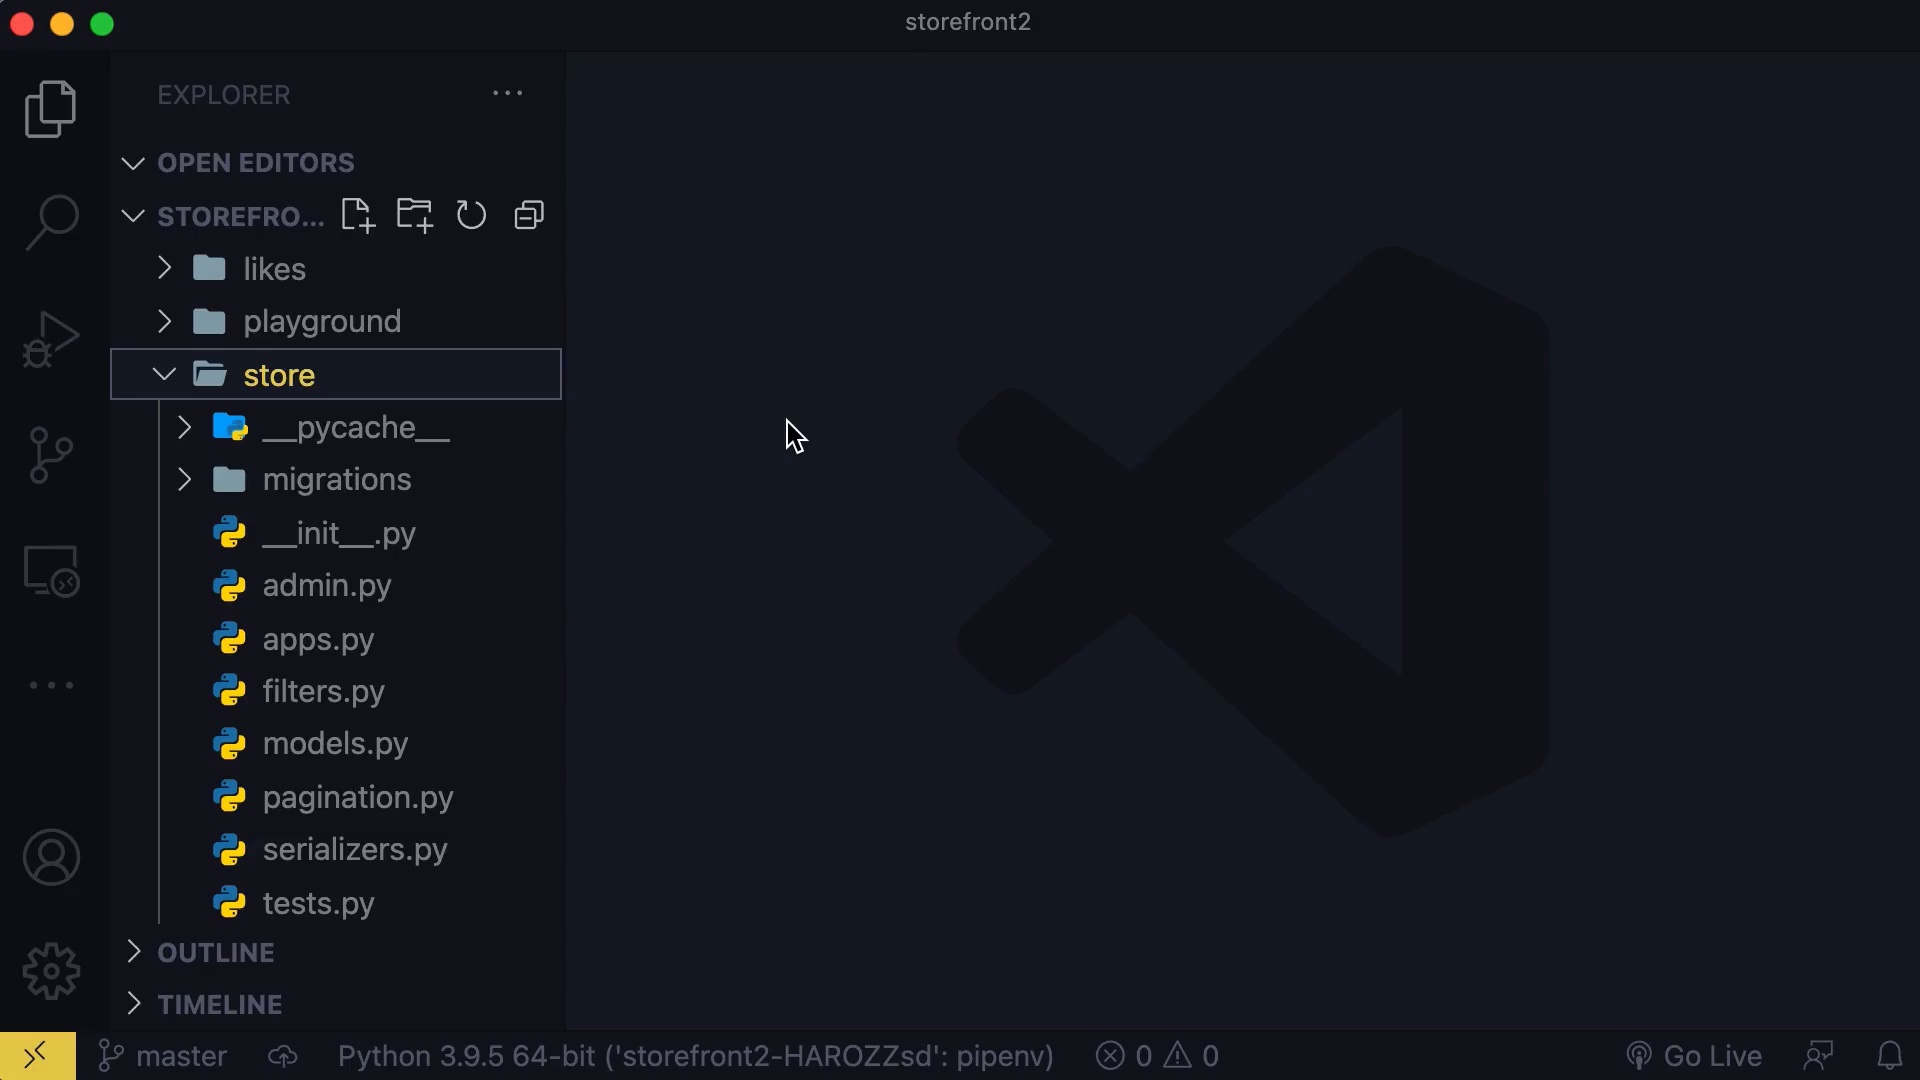 storefront2
EXPLORER
OPEN EDITORS
STOREFRO...
likes
playground
store
__pycache__
migrations
__init__.py
admin.py
apps.py
filters.py
models.py
pagination.py
serializers.py
tests.py
OUTLINE
TIMELINE
master Python 3.9.5 64-bit ('storefront2-HAROZZsd': pipenv) 0 0 Go Live